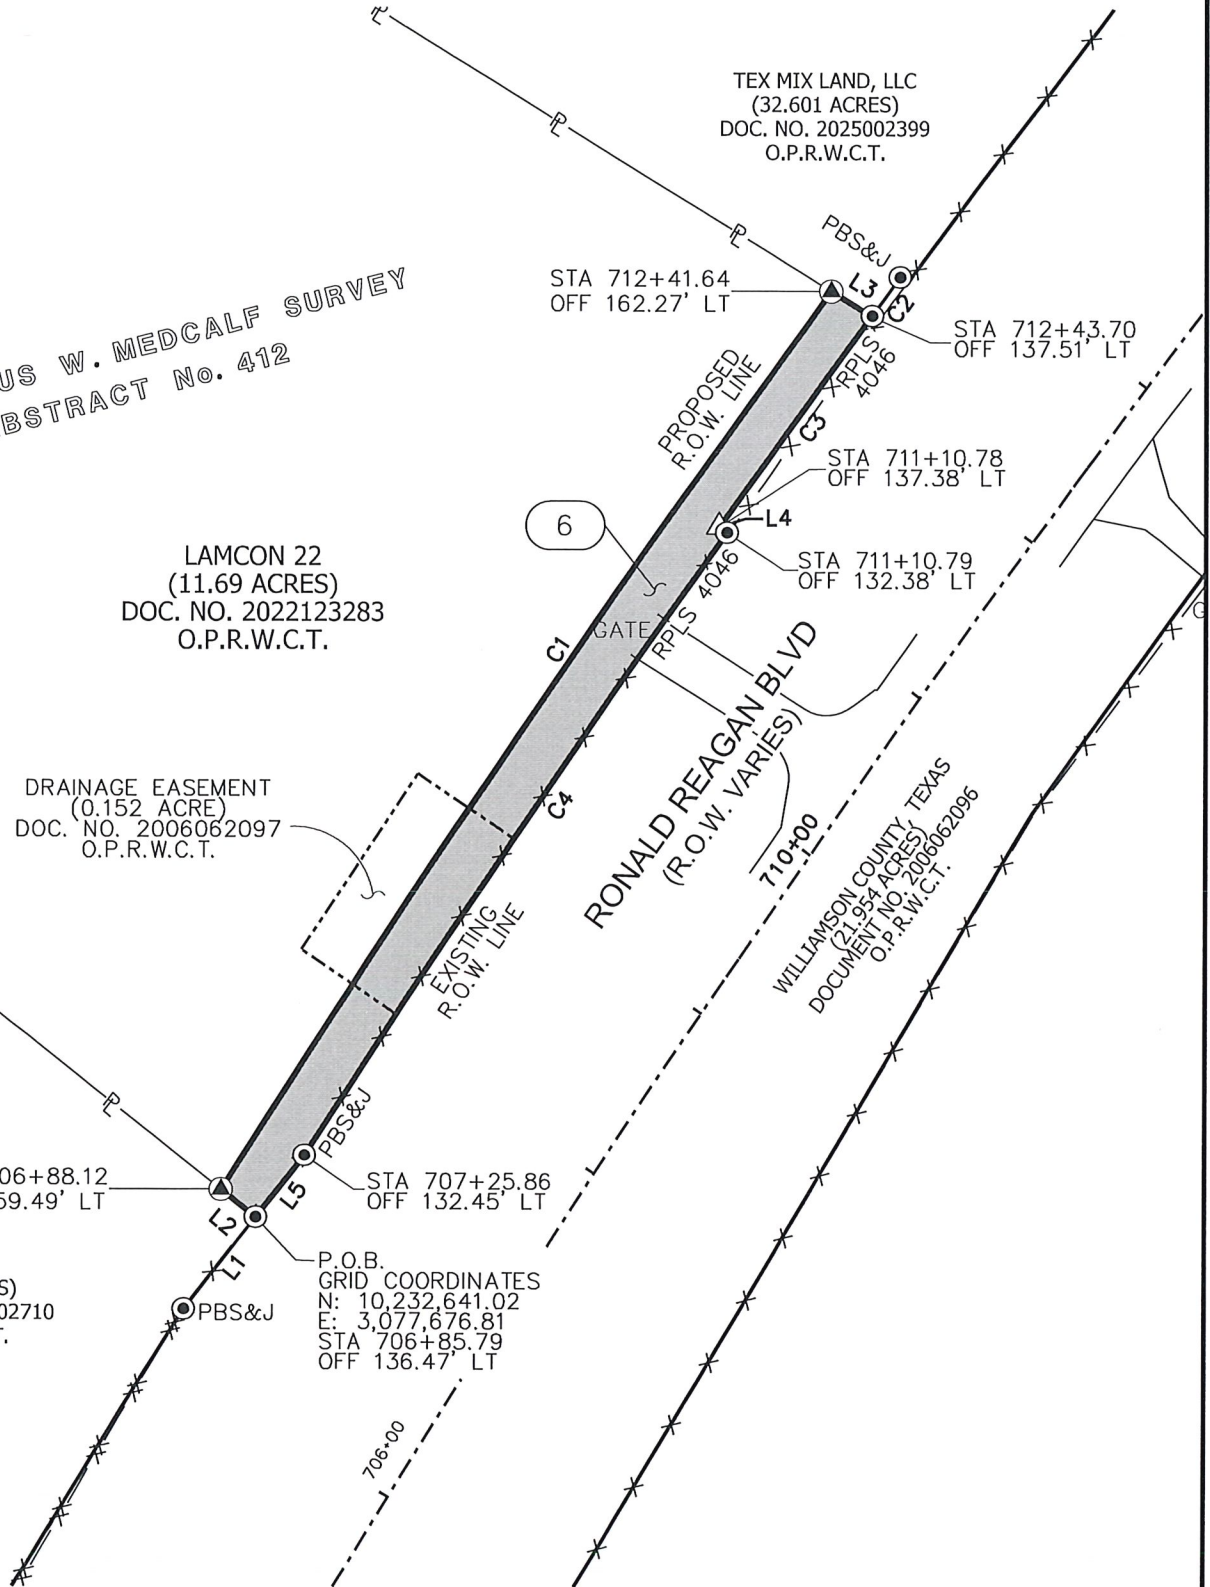 TEX MIX LAND, LLC
(32.601 ACRES)
DOC. NO. 2025002399
O.P.R.W.C.T.
PBS&J
STA 712+41.64
OFF 162.27' LT
L3
C2
STA 712+43.70
OFF 137.51' LT
US W. MEDCALF SURVEY
BSTRACT No. 412
PROPOSED
R.O.W. LINE
RPLS
4046
C3
STA 711+10.78
OFF 137.38' LT
L4
6
STA 711+10.79
OFF 132.38' LT
LAMCON 22
(11.69 ACRES)
DOC. NO. 2022123283
O.P.R.W.C.T.
C1
GATE
RPLS 4046
G
RONALD REAGAN BLVD
(R.O.W. VARIES)
DRAINAGE EASEMENT
(0.152 ACRE)
DOC. NO. 2006062097
O.P.R.W.C.T.
C4
710+00
WILLIAMSON COUNTY, TEXAS
(21.954 ACRES)
DOCUMENT NO. 2006062096
O.P.R.W.C.T.
EXISTING
R.O.W. LINE
PBS&J
06+88.12
59.49' LT
L5
STA 707+25.86
OFF 132.45' LT
L2
L1
P.O.B.
GRID COORDINATES
N: 10,232,641.02
E: 3,077,676.81
STA 706+85.79
OFF 136.47' LT
S)
02710
T.
PBS&J
706+00